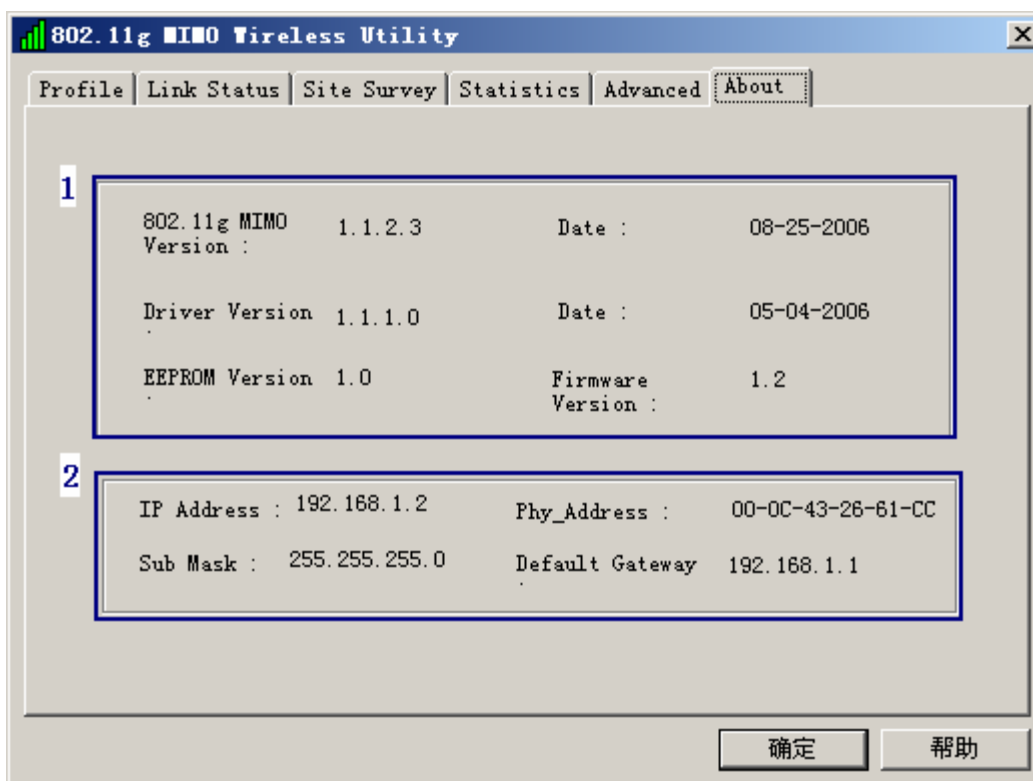 802.11g MIMO Wireless Utility
Profile Link Status Site Survey Statistics Advanced About
1
802.11g MIMO Version : 1.1.2.3 Date : 08-25-2006
Driver Version : 1.1.1.0 Date : 05-04-2006
EEPROM Version : 1.0 Firmware Version : 1.2
2
IP Address : 192.168.1.2 Phy_Address : 00-0C-43-26-61-CC
Sub Mask : 255.255.255.0 Default Gateway : 192.168.1.1
确定 帮助